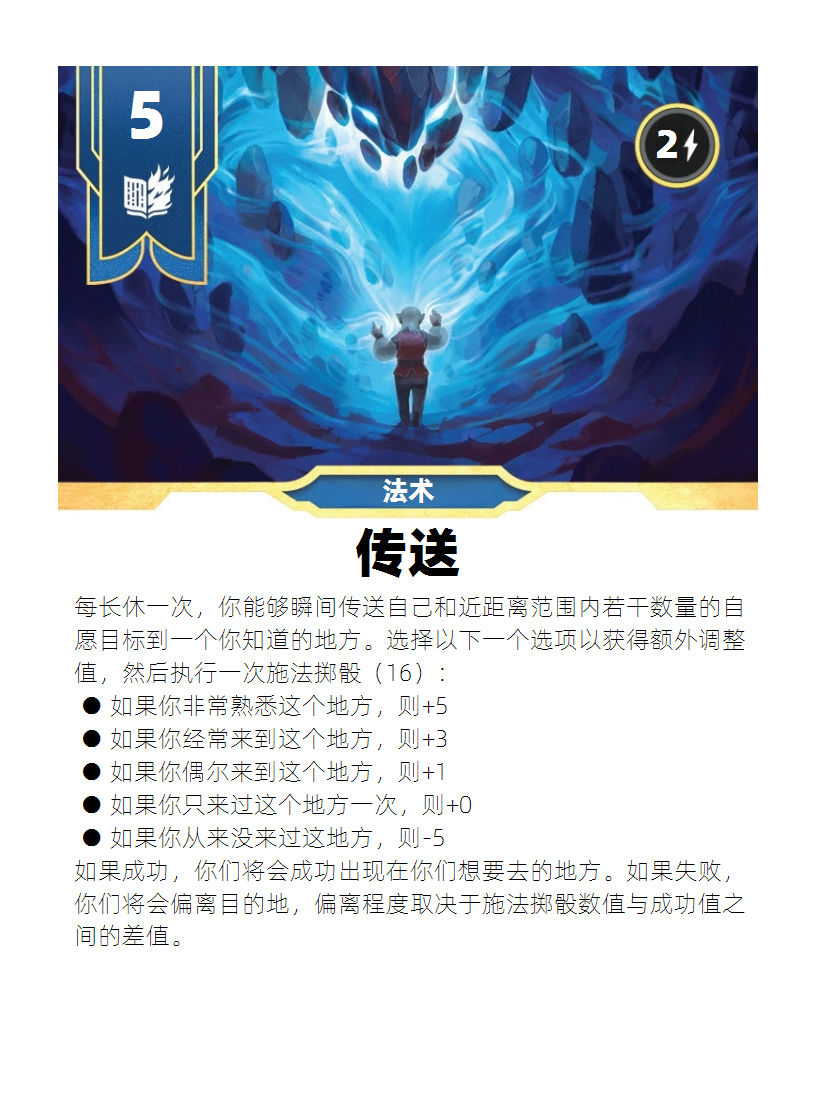 5
2
法术
传送
每长休一次，你能够瞬间传送自己和近距离范围内若干数量的自
愿目标到一个你知道的地方。选择以下一个选项以获得额外调整
值，然后执行一次施法掷骰（16）:
● 如果你非常熟悉这个地方，则+5
● 如果你经常来到这个地方，则+3
● 如果你偶尔来到这个地方，则+1
● 如果你只来过这个地方一次，则+0
● 如果你从来没来过这地方，则-5
如果成功，你们将会成功出现在你们想要去的地方。如果失败，
你们将会偏离目的地，偏离程度取决于施法掷骰数值与成功值之
间的差值。